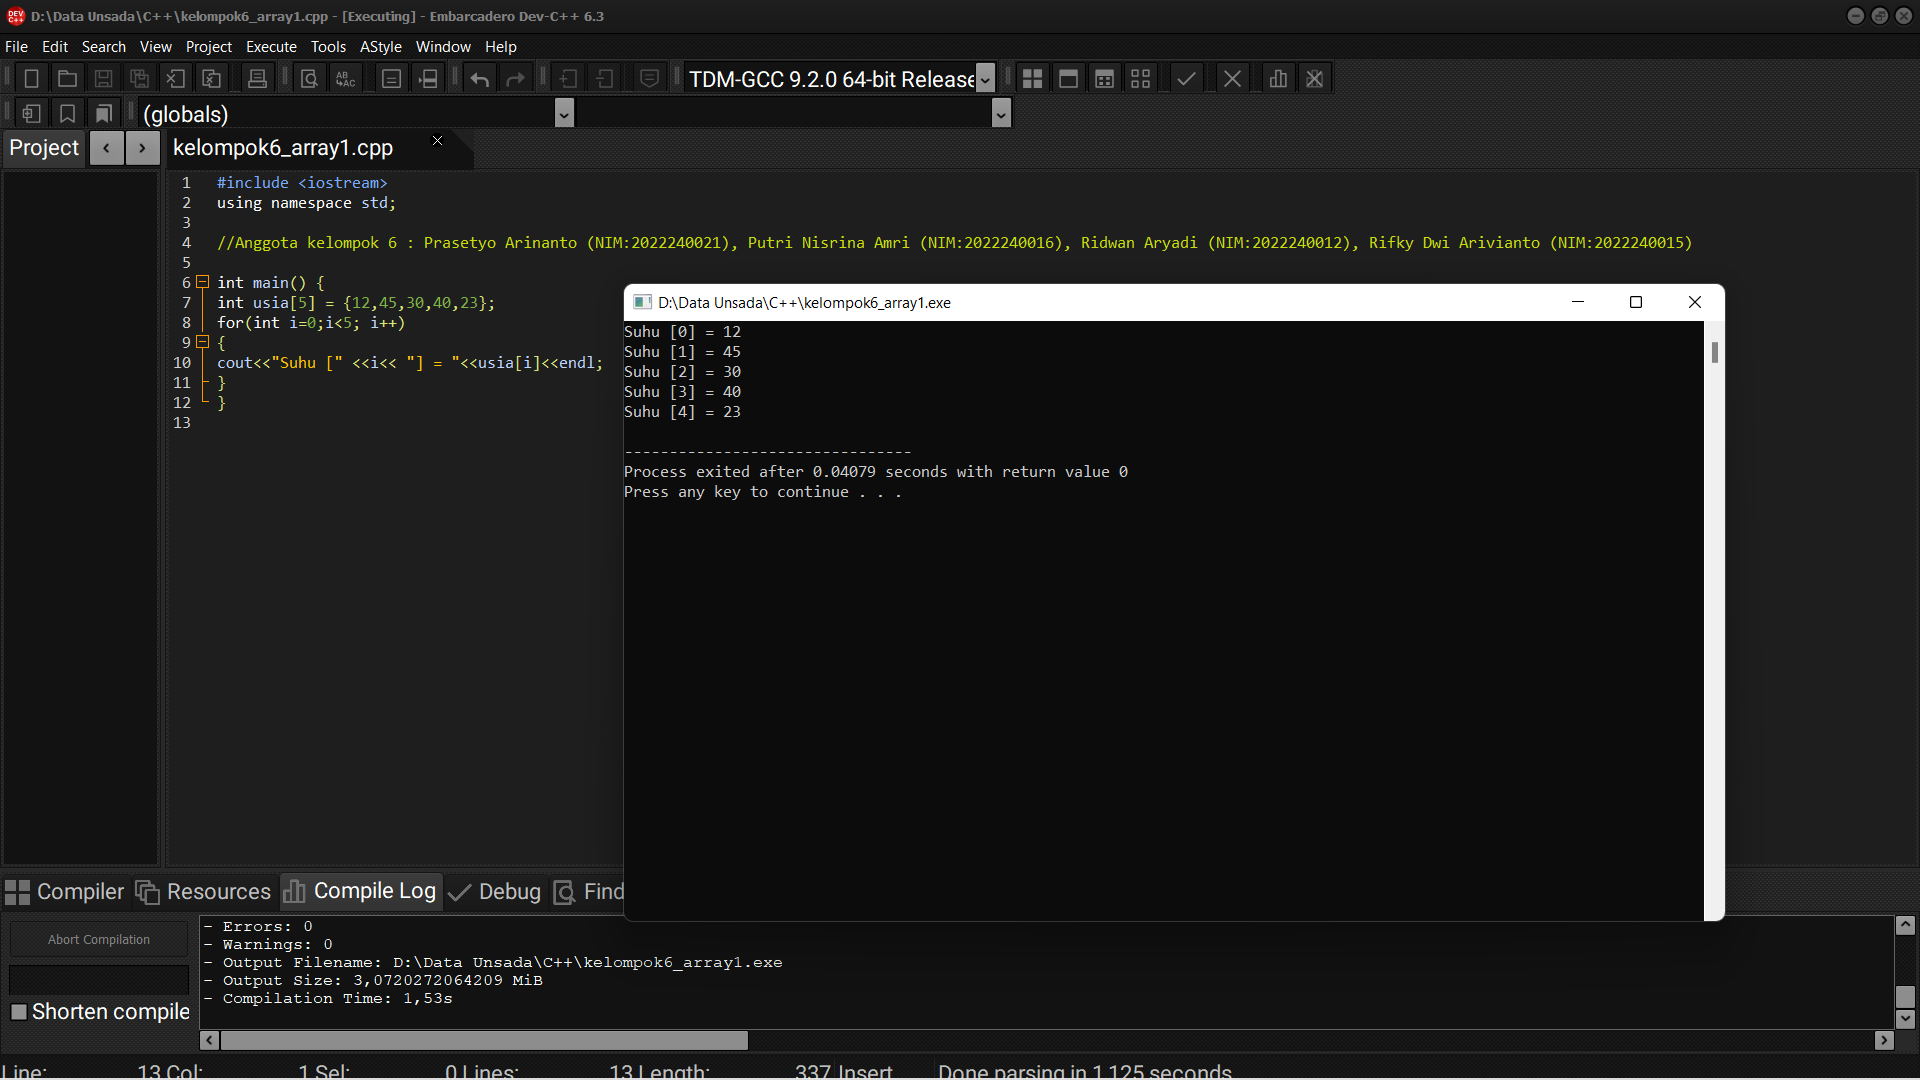 D:\Data Unsada\C++\kelompok6_array1.cpp - [Executing] - Embarcadero Dev-C++ 6.3
File Edit Search View Project Execute Tools AStyle Window Help
TDM-GCC 9.2.0 64-bit Release
(globals)
Project kelompok6_array1.cpp
1 #include <iostream>
2 using namespace std;
3
4 //Anggota kelompok 6 : Prasetyo Arinanto (NIM:2022240021), Putri Nisrina Amri (NIM:2022240016), Ridwan Aryadi (NIM:2022240012), Rifky Dwi Arivianto (NIM:2022240015)
5
6 int main() {
7 int usia[5] = {12,45,30,40,23};
8 for(int i=0;i<5; i++)
9 {
10 cout<<"Suhu [" <<i<< "] = "<<usia[i]<<endl;
11 }
12 }
13
D:\Data Unsada\C++\kelompok6_array1.exe
Suhu [0] = 12
Suhu [1] = 45
Suhu [2] = 30
Suhu [3] = 40
Suhu [4] = 23
--------------------------------
Process exited after 0.04079 seconds with return value 0
Press any key to continue . . .
Compiler Resources Compile Log Debug Find
Abort Compilation
Shorten compile
- Errors: 0
- Warnings: 0
- Output Filename: D:\Data Unsada\C++\kelompok6_array1.exe
- Output Size: 3,0720272064209 MiB
- Compilation Time: 1,53s
Line: 13 Col: 1 Sel: 0 Lines: 13 Length: 337 Insert Done parsing in 1.125 seconds